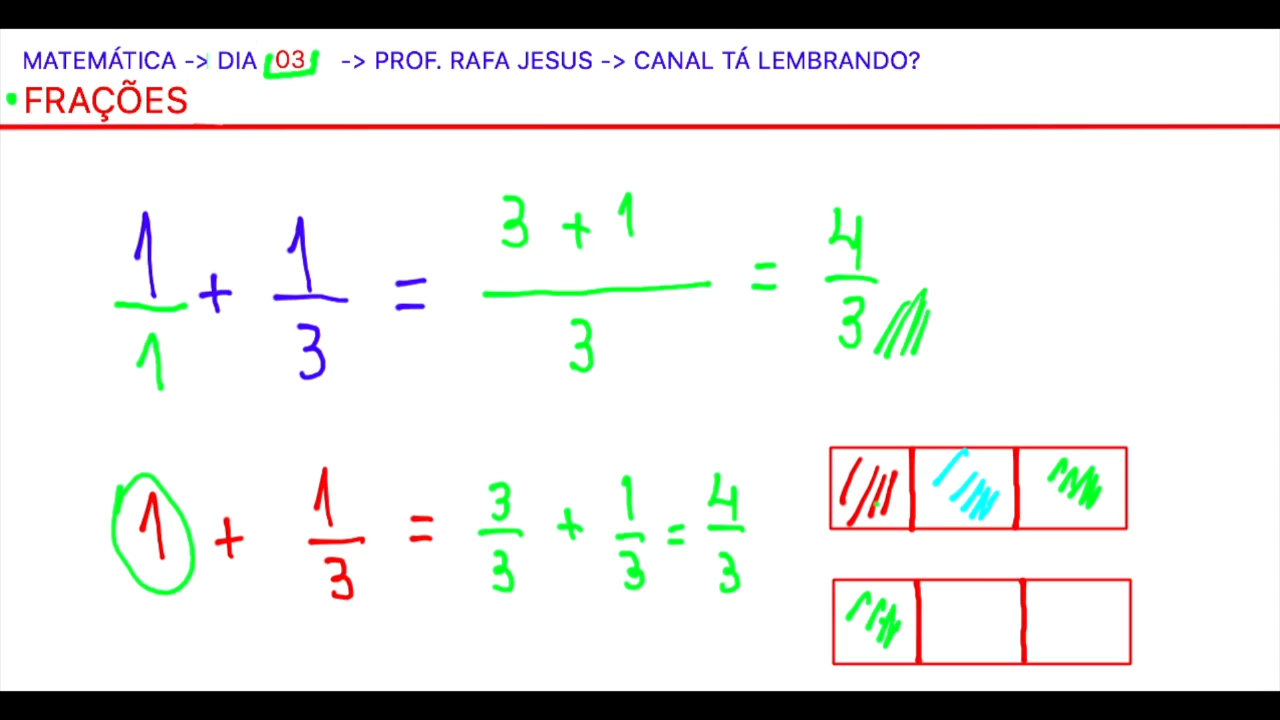 MATEMÁTICA -> DIA 03 -> PROF. RAFA JESUS -> CANAL TÁ LEMBRANDO?
• FRAÇÕES
1/1 + 1/3 = (3 + 1)/3 = 4/3
1 + 1/3 = 3/3 + 1/3 = 4/3